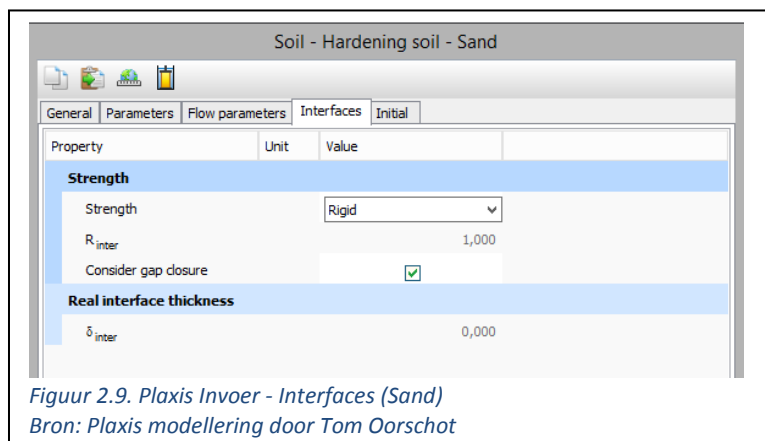 Soil - Hardening soil - Sand
General Parameters Flow parameters Interfaces Initial
Property Unit Value
Strength
Strength Rigid
R inter 1,000
Consider gap closure
Real interface thickness
δ inter 0,000
Figuur 2.9. Plaxis Invoer - Interfaces (Sand)
Bron: Plaxis modellering door Tom Oorschot